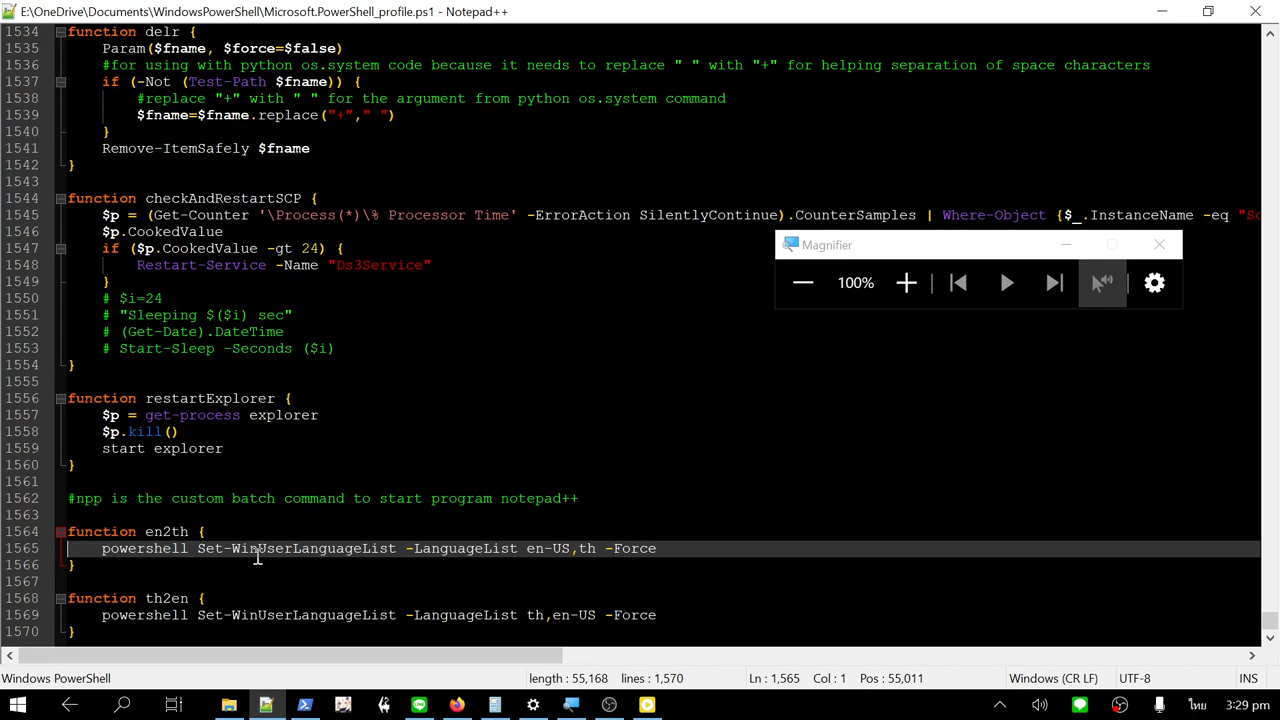 E:\OneDrive\Documents\WindowsPowerShell\Microsoft.PowerShell_profile.ps1 - Notepad++
1534 function delr {
1535 Param($fname, $force=$false)
1536 #for using with python os.system code because it needs to replace " " with "+" for helping separation of space characters
1537 if (-Not (Test-Path $fname)) {
1538 #replace "+" with " " for the argument from python os.system command
1539 $fname=$fname.replace("+"," ")
1540 }
1541 Remove-ItemSafely $fname
1542 }
1543
1544 function checkAndRestartSCP {
1545 $p = (Get-Counter '\Process(*)\% Processor Time' -ErrorAction SilentlyContinue).CounterSamples | Where-Object {$_.InstanceName -eq "Sc
1546 $p.CookedValue
1547 if ($p.CookedValue -gt 24) {
1548 Restart-Service -Name "Ds3Service"
1549 }
1550 # $i=24
1551 # "Sleeping $($i) sec"
1552 # (Get-Date).DateTime
1553 # Start-Sleep -Seconds ($i)
1554 }
1555
1556 function restartExplorer {
1557 $p = get-process explorer
1558 $p.kill()
1559 start explorer
1560 }
1561
1562 #npp is the custom batch command to start program notepad++
1563
1564 function en2th {
1565 powershell Set-WinUserLanguageList -LanguageList en-US,th -Force
1566 }
1567
1568 function th2en {
1569 powershell Set-WinUserLanguageList -LanguageList th,en-US -Force
1570 }
Magnifier
100%
Windows PowerShell length : 55,168 lines : 1,570 Ln : 1,565 Col : 1 Pos : 55,011 Windows (CR LF) UTF-8 INS
ไทย 3:29 pm